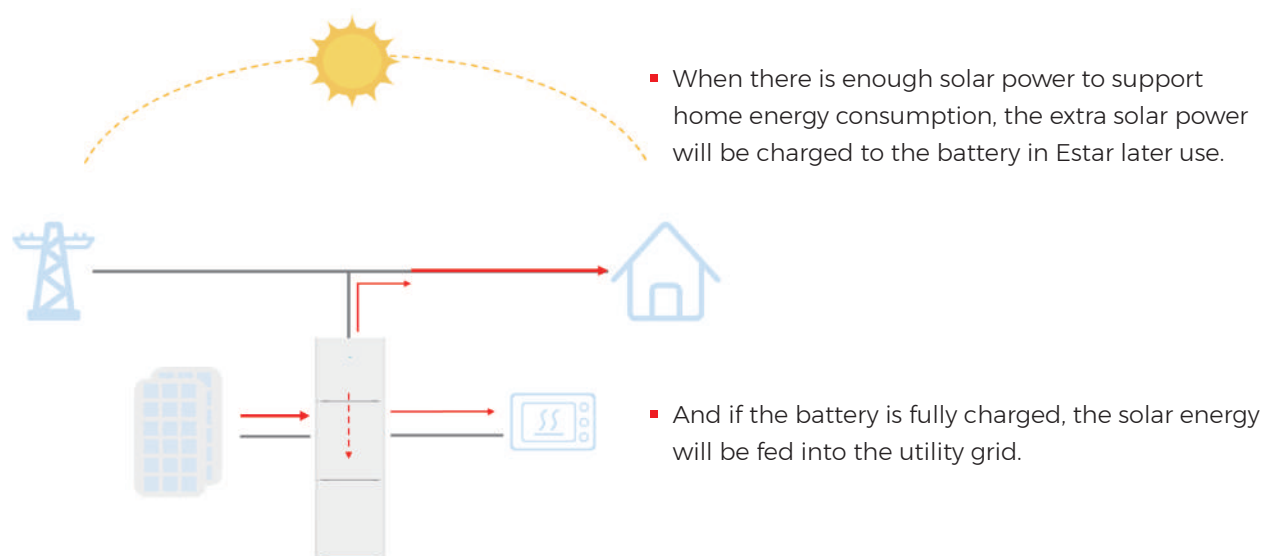 When there is enough solar power to support
home energy consumption, the extra solar power
will be charged to the battery in Estar later use.
And if the battery is fully charged, the solar energy
will be fed into the utility grid.